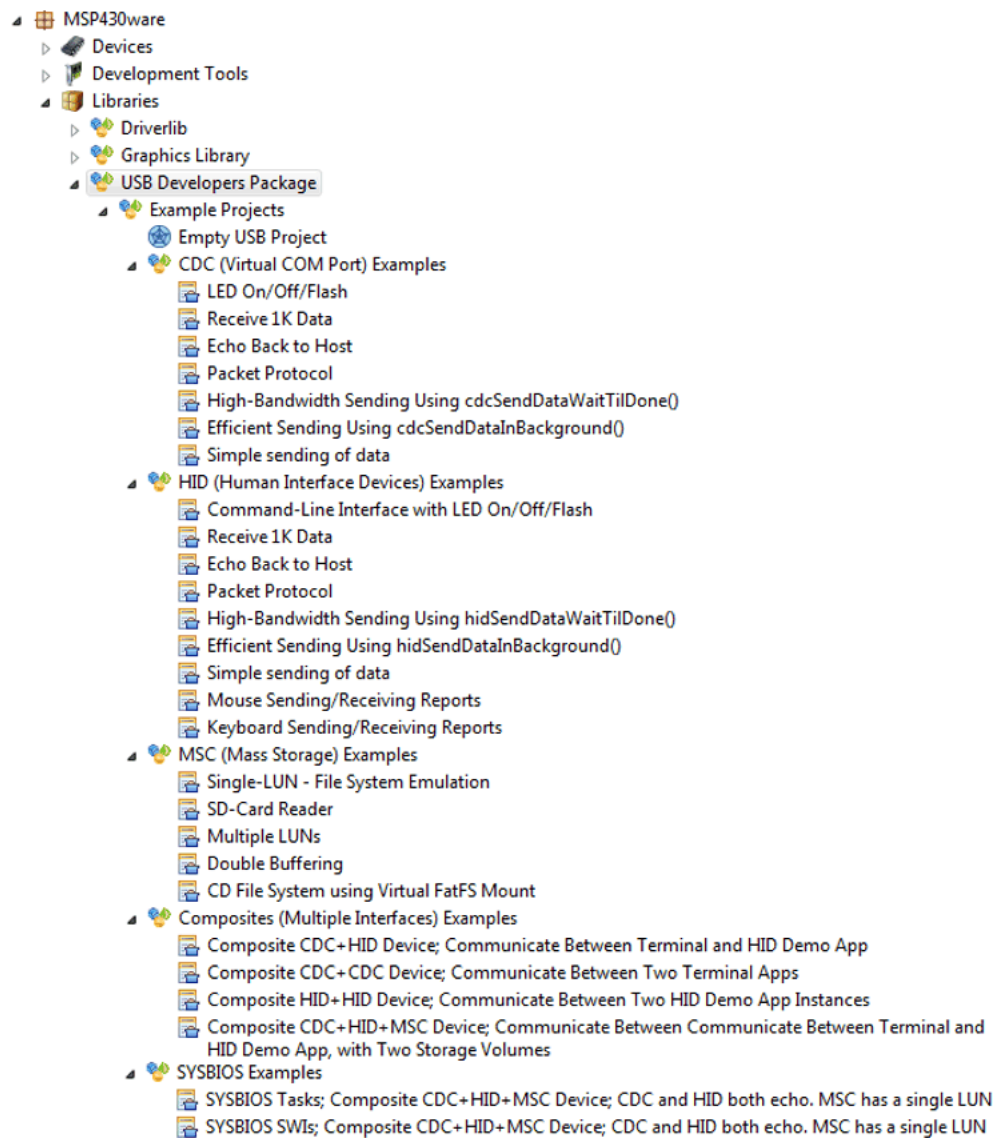 MSP430ware
Devices
Development Tools
Libraries
Driverlib
Graphics Library
USB Developers Package
Example Projects
Empty USB Project
CDC (Virtual COM Port) Examples
LED On/Off/Flash
Receive 1K Data
Echo Back to Host
Packet Protocol
High-Bandwidth Sending Using cdcSendDataWaitTilDone()
Efficient Sending Using cdcSendDataInBackground()
Simple sending of data
HID (Human Interface Devices) Examples
Command-Line Interface with LED On/Off/Flash
Receive 1K Data
Echo Back to Host
Packet Protocol
High-Bandwidth Sending Using hidSendDataWaitTilDone()
Efficient Sending Using hidSendDataInBackground()
Simple sending of data
Mouse Sending/Receiving Reports
Keyboard Sending/Receiving Reports
MSC (Mass Storage) Examples
Single-LUN - File System Emulation
SD-Card Reader
Multiple LUNs
Double Buffering
CD File System using Virtual FatFS Mount
Composites (Multiple Interfaces) Examples
Composite CDC+HID Device; Communicate Between Terminal and HID Demo App
Composite CDC+CDC Device; Communicate Between Two Terminal Apps
Composite HID+HID Device; Communicate Between Two HID Demo App Instances
Composite CDC+HID+MSC Device; Communicate Between Communicate Between Terminal and
HID Demo App, with Two Storage Volumes
SYSBIOS Examples
SYSBIOS Tasks; Composite CDC+HID+MSC Device; CDC and HID both echo. MSC has a single LUN
SYSBIOS SWIs; Composite CDC+HID+MSC Device; CDC and HID both echo. MSC has a single LUN